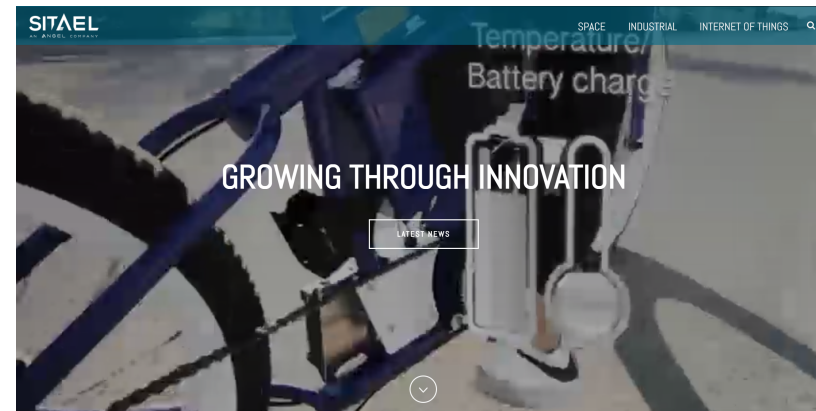 SITAEL
AN ANGEL COMPANY
SPACE
INDUSTRIAL
INTERNET OF THINGS
Temperature/
Battery charge
GROWING THROUGH INNOVATION
LATEST NEWS